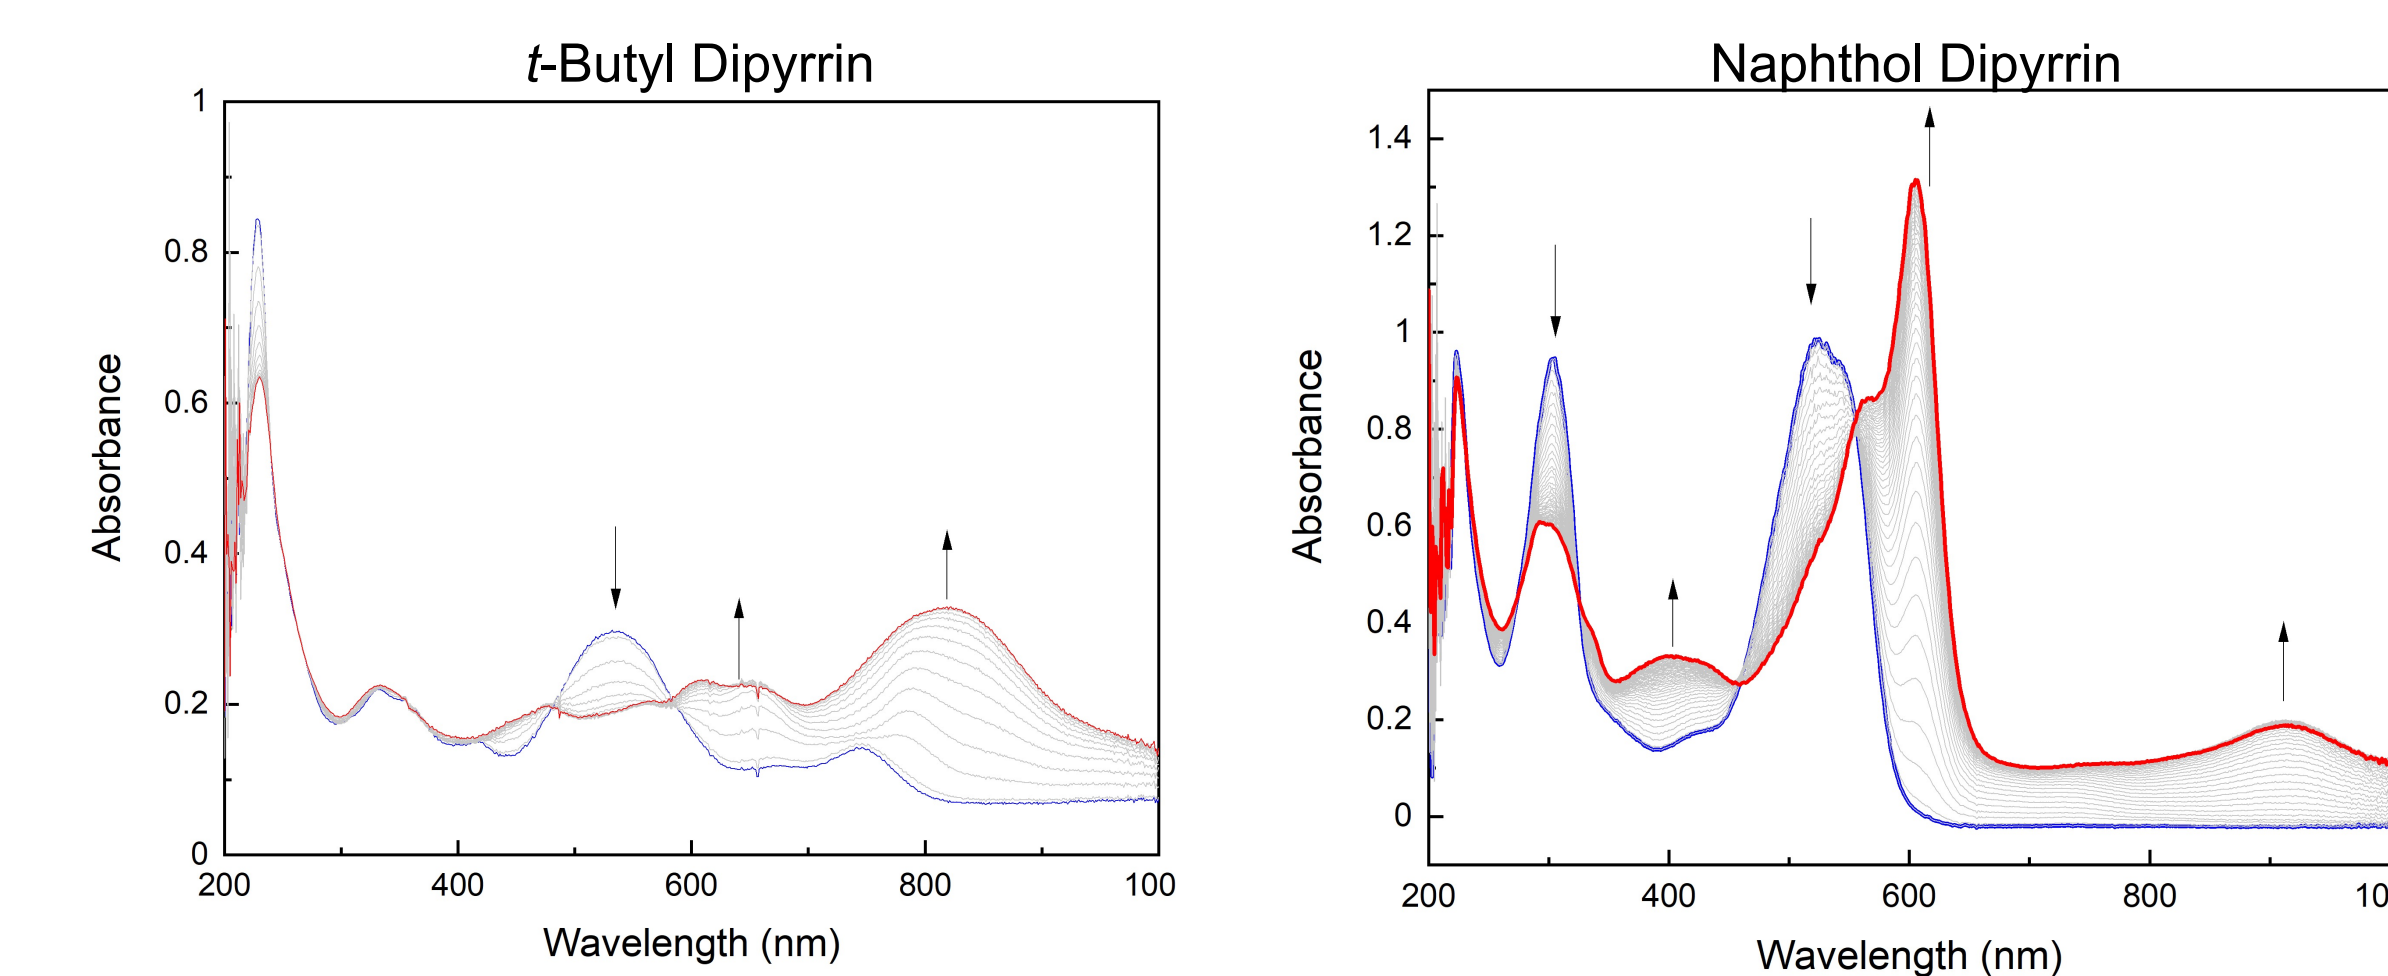 t-Butyl Dipyrrin
1
0.8
0.6
0.4
0.2
0
200 400 600 800 100
Absorbance
Wavelength (nm)
Naphthol Dipyrrin
1.4
1.2
1
0.8
0.6
0.4
0.2
0
200 400 600 800 10
Absorbance
Wavelength (nm)